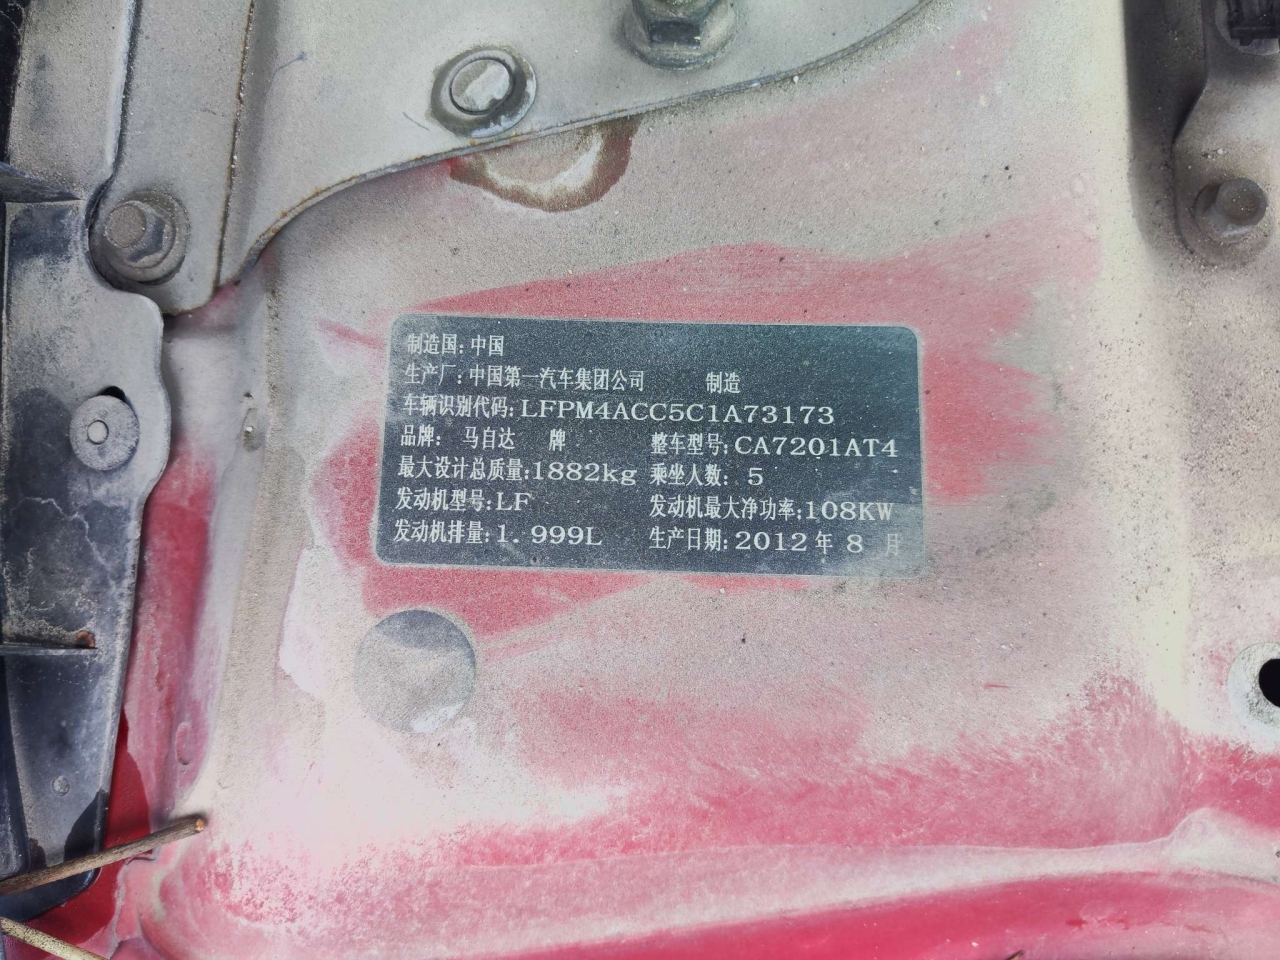 制造国：中国
生产厂：中国第一汽车集团公司 制造
车辆识别代码：LFPM4ACC5C1A73173
品牌： 马自达 牌 整车型号：CA7201AT4
最大设计总质量：1882kg 乘坐人数： 5
发动机型号：LF 发动机最大净功率：108KW
发动机排量：1. 999L 生产日期：2012 年 8 月